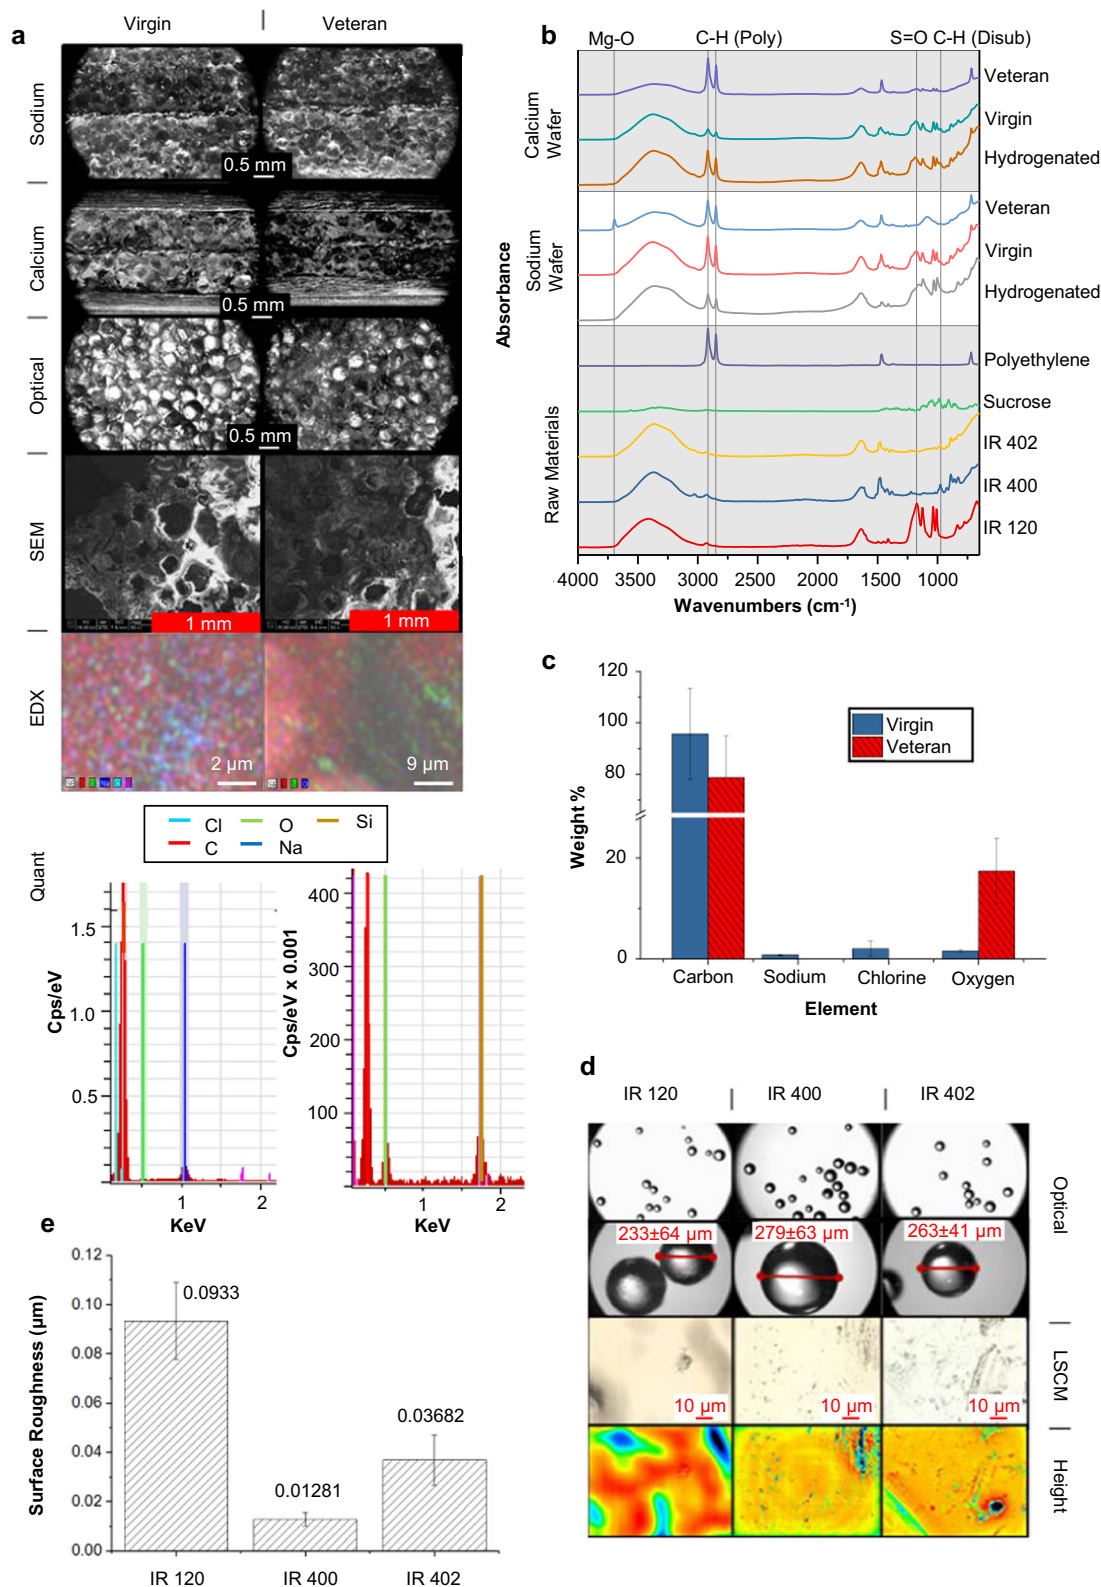 a
Virgin
Veteran
Sodium
0.5 mm
0.5 mm
Calcium
0.5 mm
0.5 mm
Optical
0.5 mm
SEM
1 mm
1 mm
EDX
2 µm
9 µm
Cl
O
Si
C
Na
Quant
1.5
1.0
0.5
Cps/eV
1
2
KeV
400
300
200
100
Cps/eV x 0.001
1
2
KeV
b
Mg-O
C-H (Poly)
S=O
C-H (Disub)
Calcium
Wafer
Veteran
Virgin
Hydrogenated
Sodium
Wafer
Veteran
Virgin
Hydrogenated
Raw Materials
Polyethylene
Sucrose
IR 402
IR 400
IR 120
Absorbance
4000
3500
3000
2500
2000
1500
1000
Wavenumbers (cm-1)
c
120
100
80
20
0
Weight %
Virgin
Veteran
Carbon
Sodium
Chlorine
Oxygen
Element
d
IR 120
IR 400
IR 402
Optical
233±64 µm
279±63 µm
263±41 µm
LSCM
10 µm
10 µm
10 µm
Height
e
0.12
0.10
0.08
0.06
0.04
0.02
0.00
Surface Roughness (µm)
0.0933
0.01281
0.03682
IR 120
IR 400
IR 402